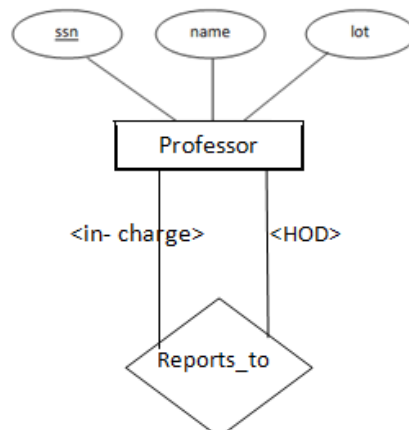 ssn
name
lot
Professor
<in- charge>
<HOD>
Reports_to